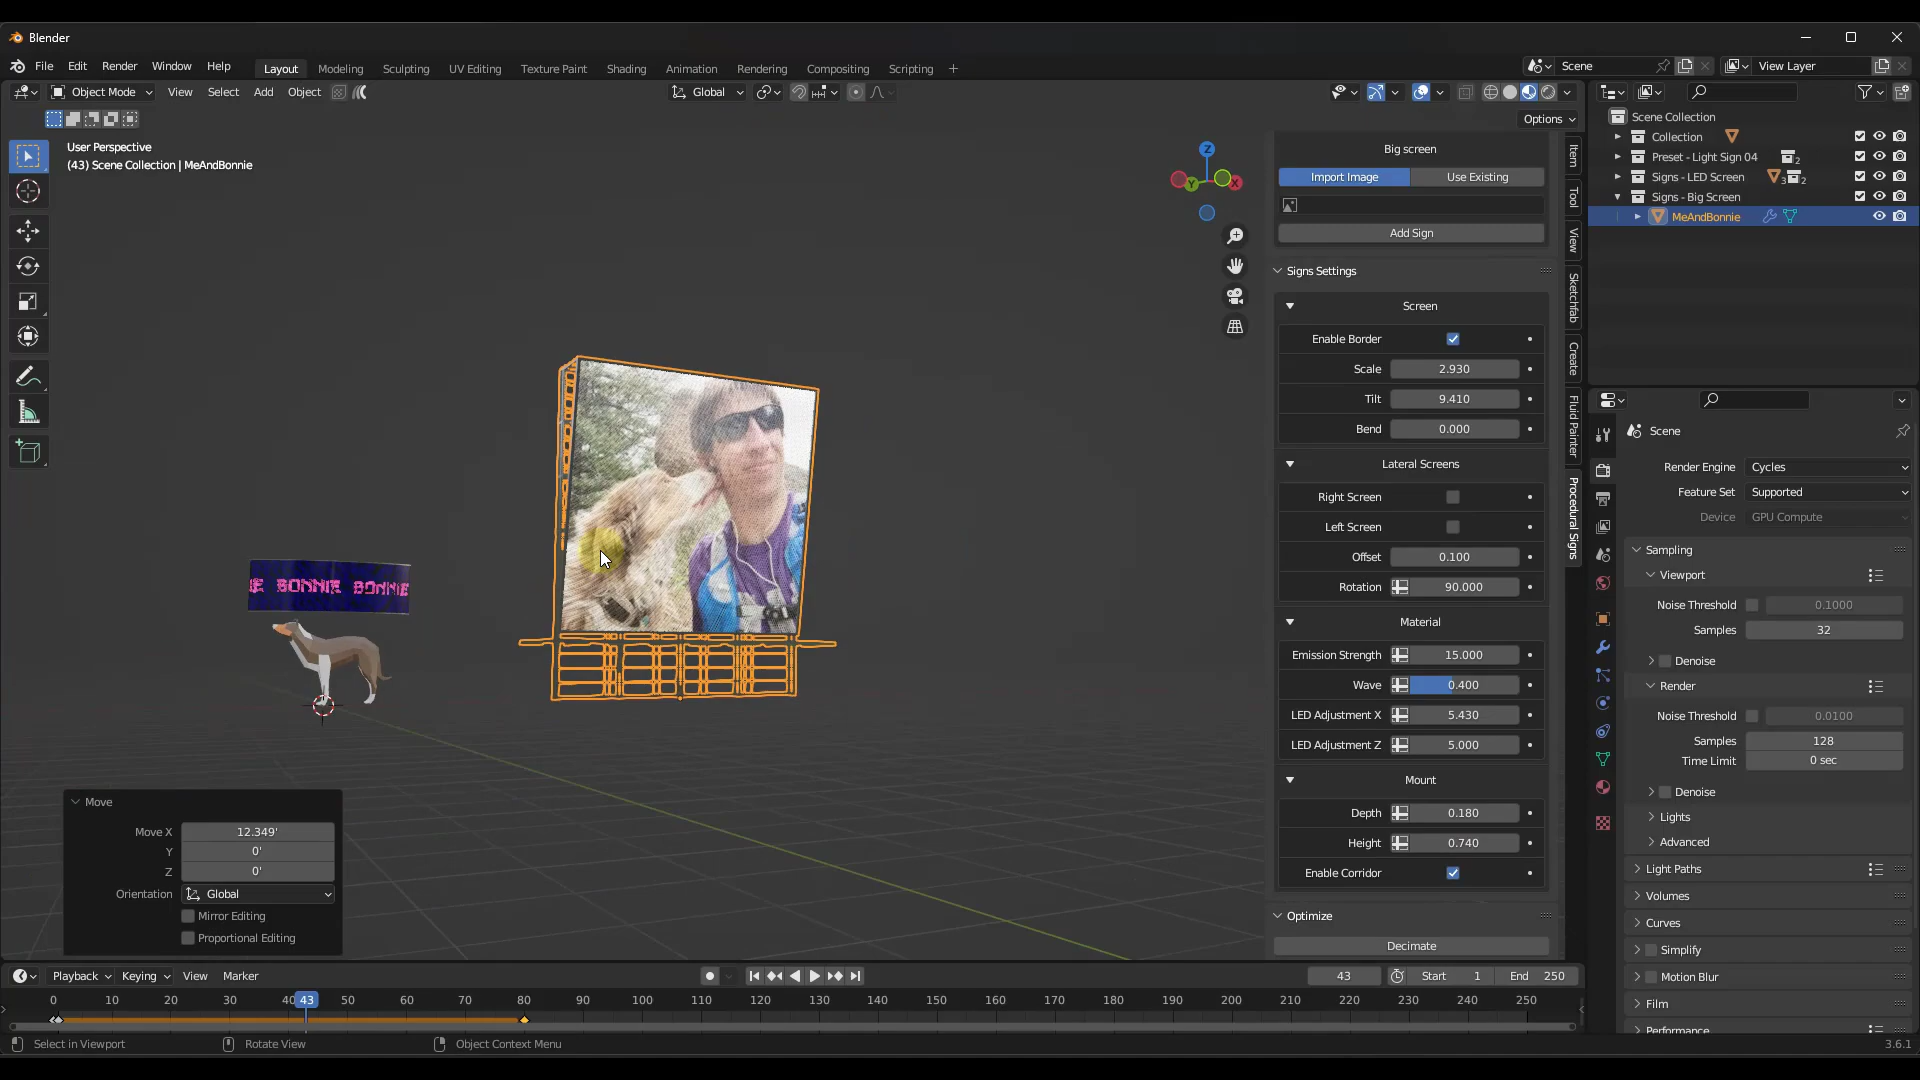 Blender
File Edit Render Window Help
Layout Modeling Sculpting UV Editing Texture Paint Shading Animation Rendering Compositing Scripting +
Scene
View Layer
Object Mode View Select Add Object
Global
Options
User Perspective
(43) Scene Collection | MeAndBonnie
Z
Y
X
BONNIE BONNIE
Item
Tool
View
Sketchfab
Create
Fluid Painter
Procedural Signs
Big screen
Import Image Use Existing
Add Sign
Signs Settings
Screen
Enable Border
Scale 2.930
Tilt 9.410
Bend 0.000
Lateral Screens
Right Screen
Left Screen
Offset 0.100
Rotation 90.000
Material
Emission Strength 15.000
Wave 0.400
LED Adjustment X 5.430
LED Adjustment Z 5.000
Mount
Depth 0.180
Height 0.740
Enable Corridor
Optimize
Decimate
Scene Collection
Collection
Preset - Light Sign 04 2
Signs - LED Screen 3 2
Signs - Big Screen
MeAndBonnie
Scene
Render Engine Cycles
Feature Set Supported
Device GPU Compute
Sampling
Viewport
Noise Threshold 0.1000
Samples 32
Denoise
Render
Noise Threshold 0.0100
Samples 128
Time Limit 0 sec
Denoise
Lights
Advanced
Light Paths
Volumes
Curves
Simplify
Motion Blur
Film
Performance
Move
Move X 12.349'
Y 0'
Z 0'
Orientation Global
Mirror Editing
Proportional Editing
Playback Keying View Marker
43 Start 1 End 250
0 10 20 30 40 43 50 60 70 80 90 100 110 120 130 140 150 160 170 180 190 200 210 220 230 240 250
Select in Viewport Rotate View Object Context Menu
3.6.1